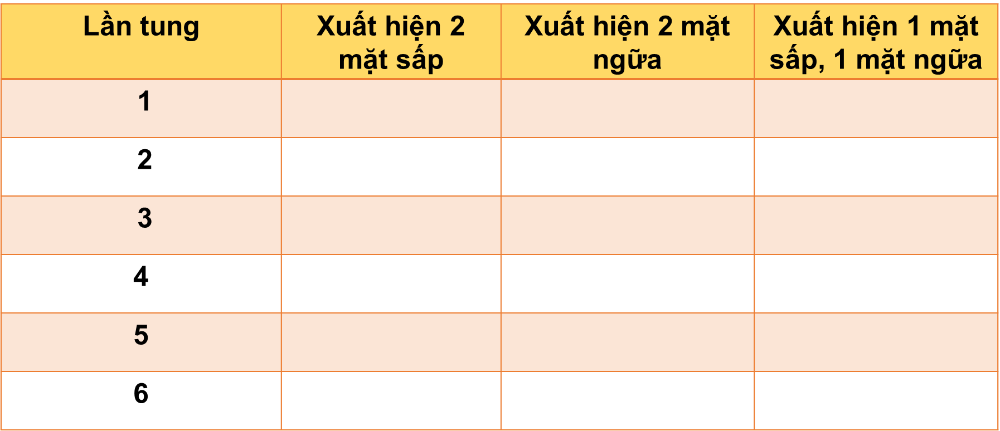 Lần tung
Xuất hiện 2
mặt sấp
Xuất hiện 2 mặt
ngữa
Xuất hiện 1 mặt
sấp, 1 mặt ngữa
1
2
3
4
5
6